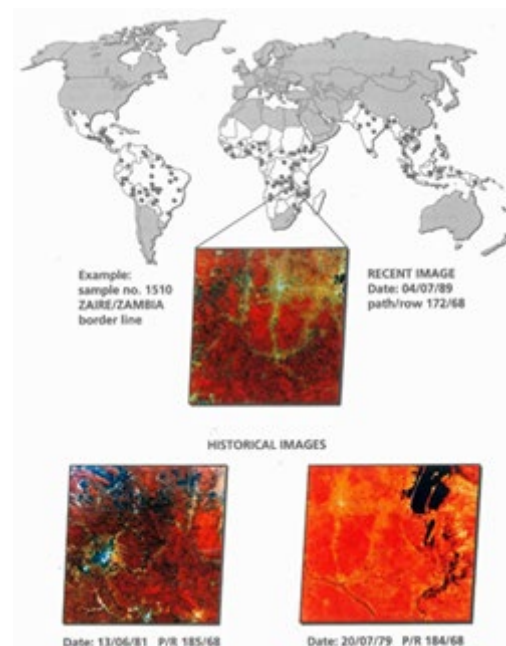 Example:
sample no. 1510
ZAIRE/ZAMBIA
border line
RECENT IMAGE
Date: 04/07/89
path/row 172/68
HISTORICAL IMAGES
Date: 13/06/81 P/R 185/68
Date: 20/07/79 P/R 184/68